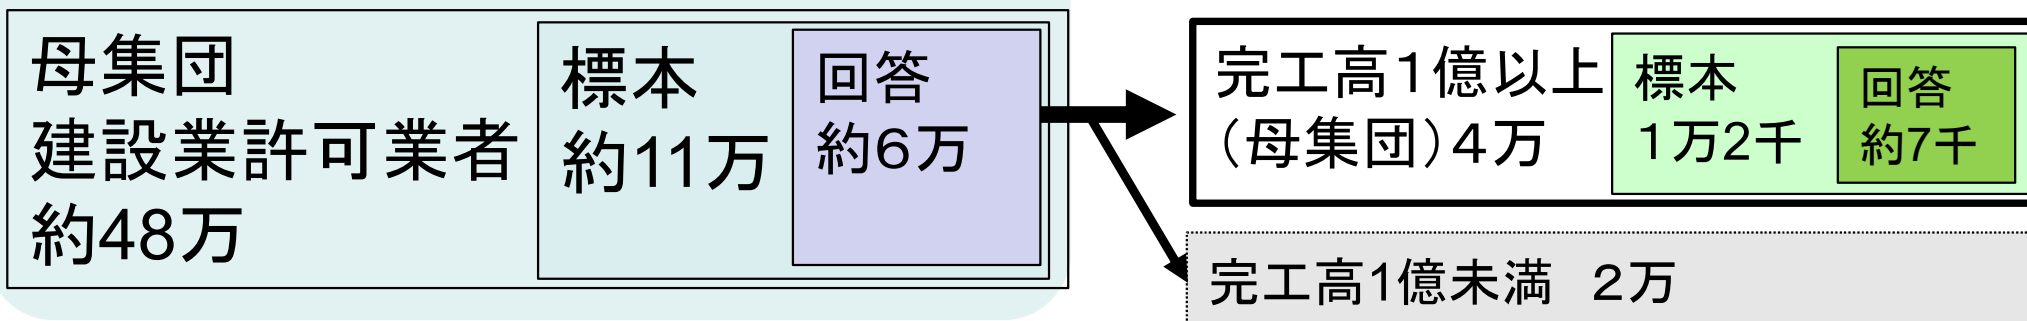 母集団
建設業許可業者
約48万
標本
約11万
回答
約6万
完工高1億以上
(母集団)4万
標本
1万2千
回答
約7千
完工高1億未満　2万